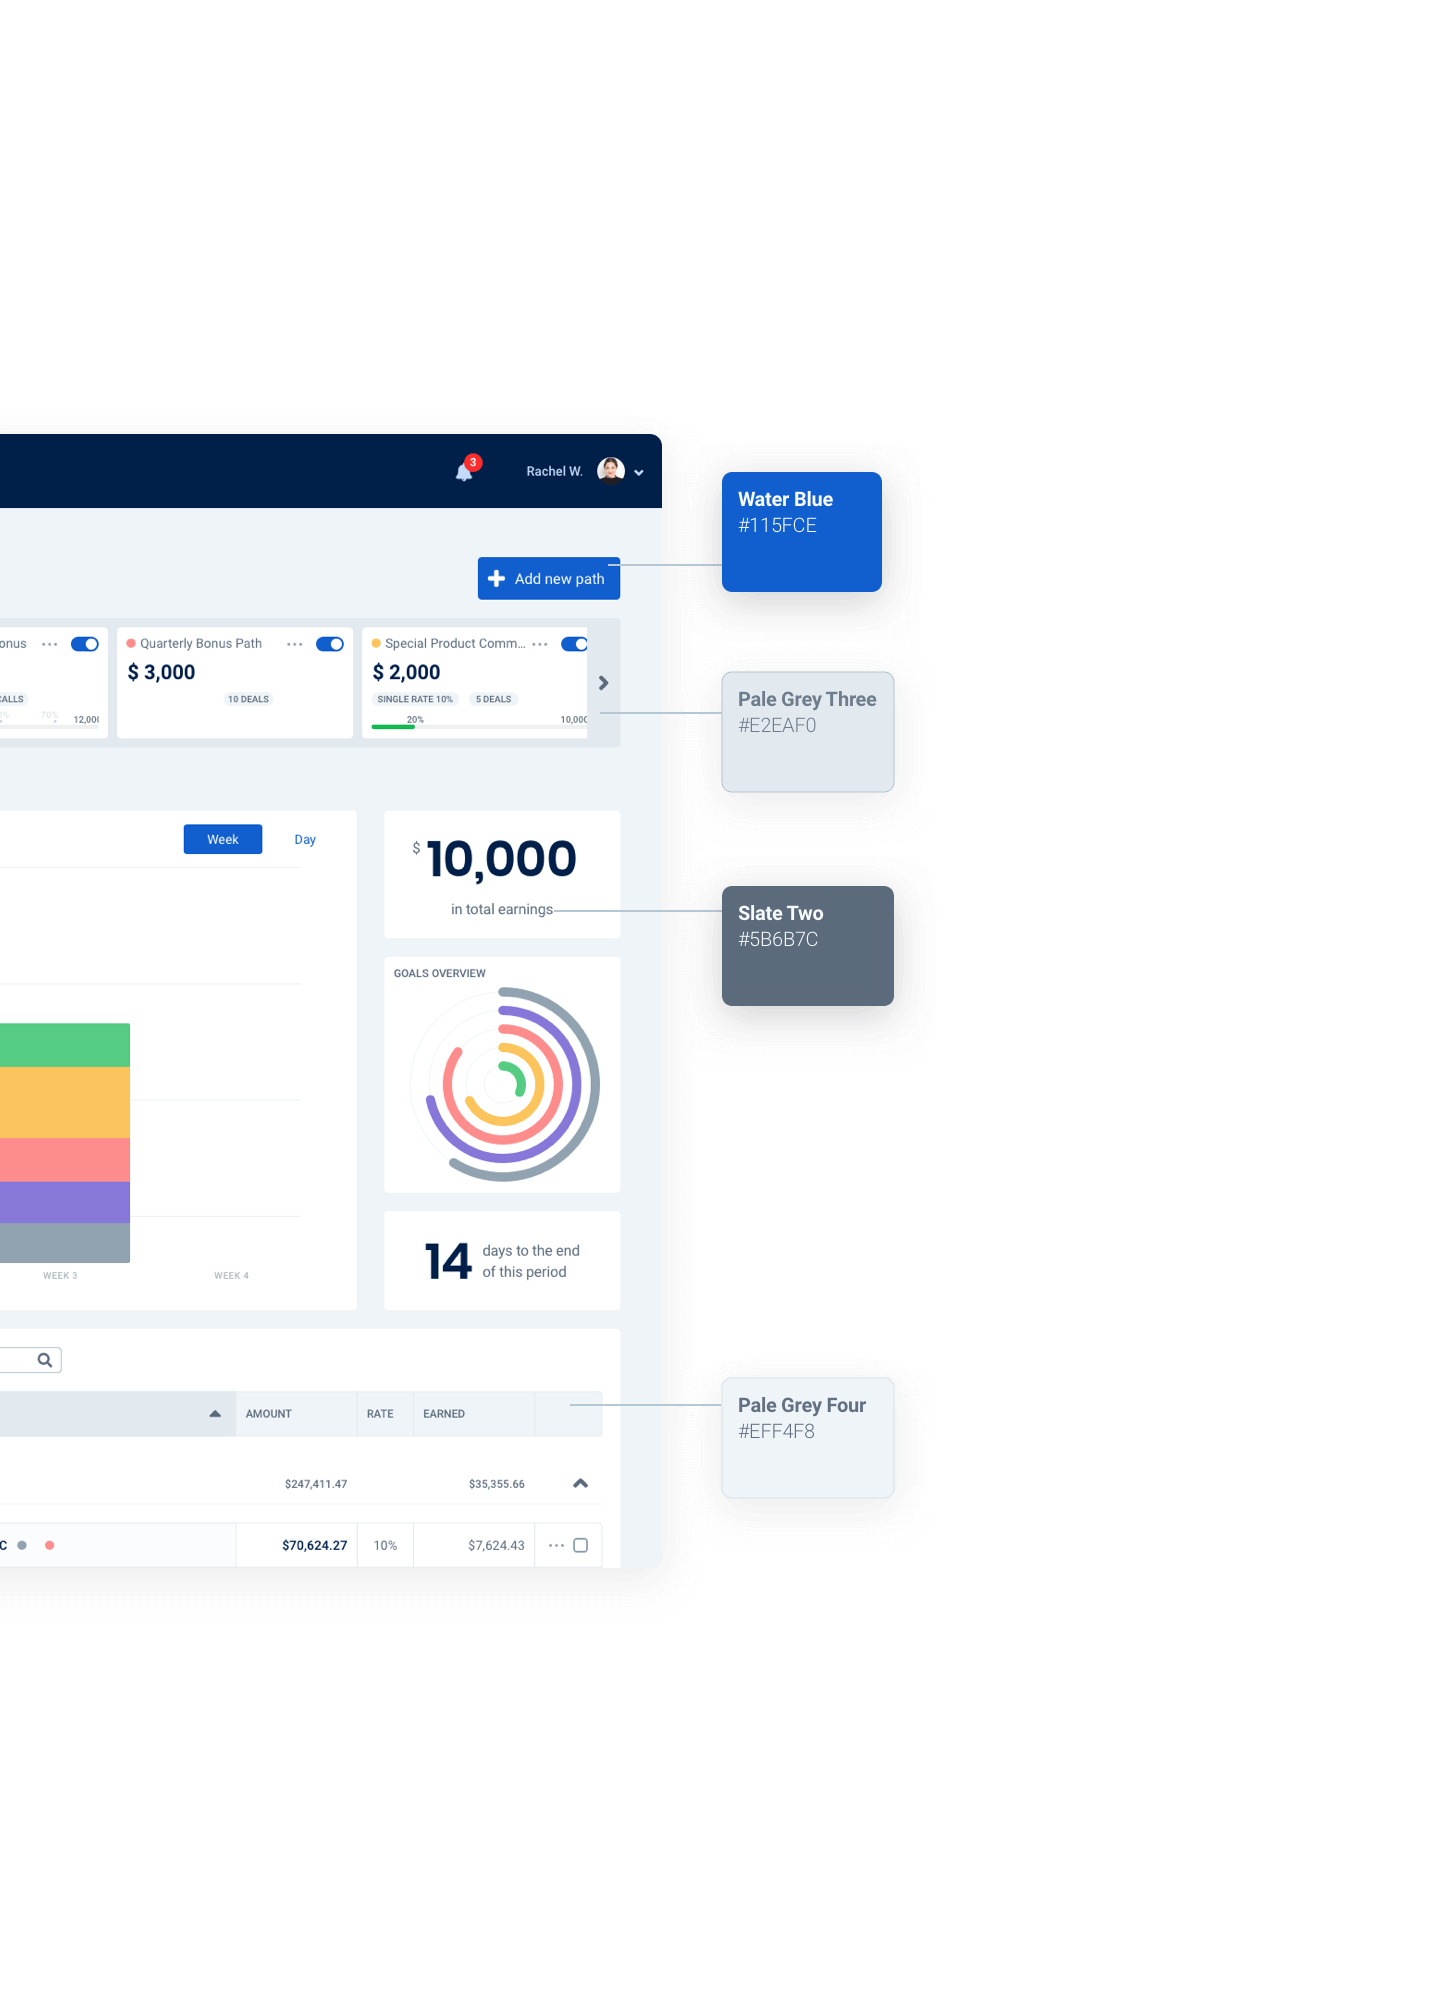 3
Rachel W.
Water Blue
#115FCE
Add new path
onus
Quarterly Bonus Path
Special Product Comm...
$ 3,000
$ 2,000
CALLS
10 DEALS
SINGLE RATE 10%
5 DEALS
70%
12,000
20%
10,000
Pale Grey Three
#E2EAF0
Week
Day
$ 10,000
in total earnings
Slate Two
#5B6B7C
GOALS OVERVIEW
14
days to the end
of this period
WEEK 3
WEEK 4
AMOUNT
RATE
EARNED
Pale Grey Four
#EFF4F8
$247,411.47
$35,355.66
C
$70,624.27
10%
$7,624.43